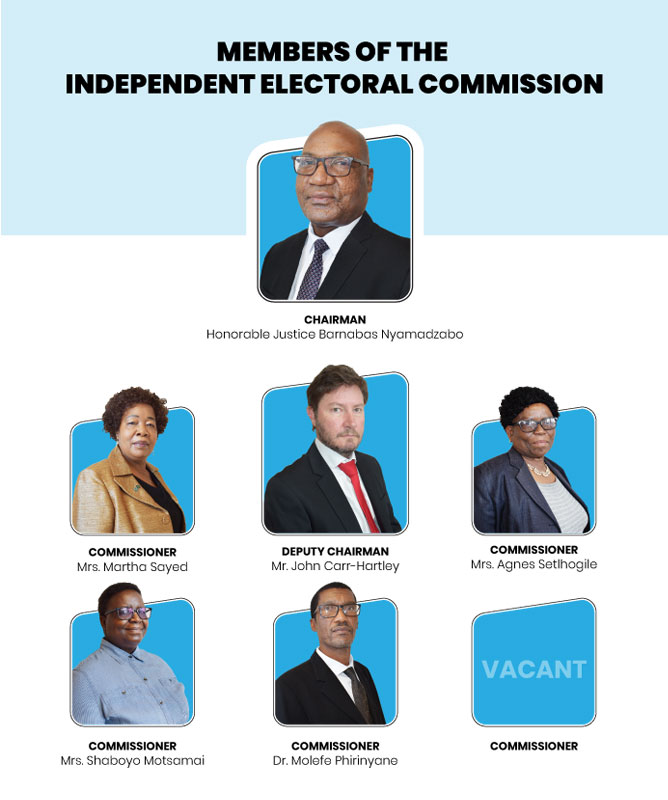 MEMBERS OF THE
INDEPENDENT ELECTORAL COMMISSION
CHAIRMAN
Honorable Justice Barnabas Nyamadzabo
COMMISSIONER
Mrs. Martha Sayed
DEPUTY CHAIRMAN
Mr. John Carr-Hartley
COMMISSIONER
Mrs. Agnes Setlhogile
COMMISSIONER
Mrs. Shaboyo Motsamai
COMMISSIONER
Dr. Molefe Phirinyane
VACANT
COMMISSIONER